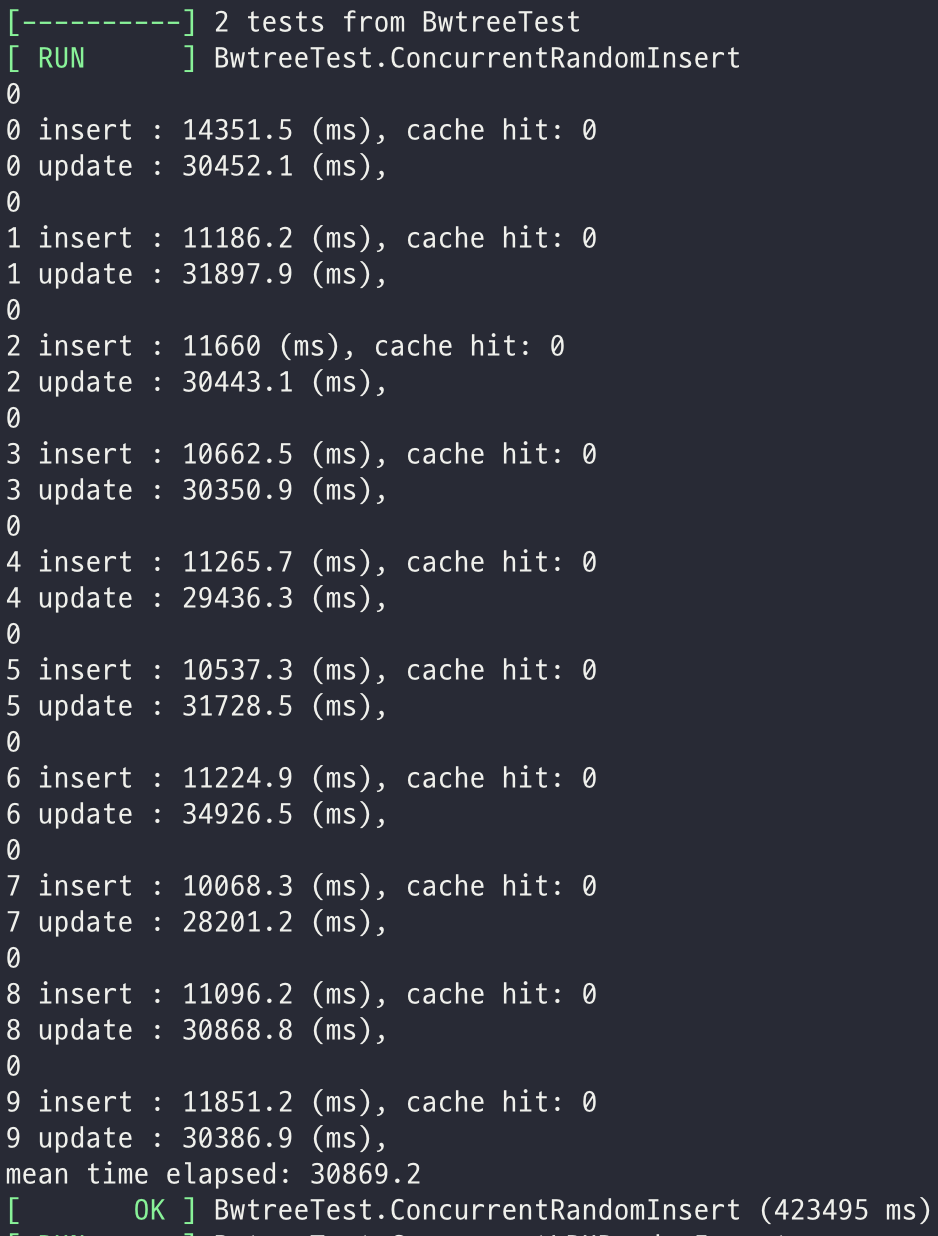 [----------] 2 tests from BwtreeTest
[ RUN      ] BwtreeTest.ConcurrentRandomInsert
0
0 insert : 14351.5 (ms), cache hit: 0
0 update : 30452.1 (ms),
0
1 insert : 11186.2 (ms), cache hit: 0
1 update : 31897.9 (ms),
0
2 insert : 11660 (ms), cache hit: 0
2 update : 30443.1 (ms),
0
3 insert : 10662.5 (ms), cache hit: 0
3 update : 30350.9 (ms),
0
4 insert : 11265.7 (ms), cache hit: 0
4 update : 29436.3 (ms),
0
5 insert : 10537.3 (ms), cache hit: 0
5 update : 31728.5 (ms),
0
6 insert : 11224.9 (ms), cache hit: 0
6 update : 34926.5 (ms),
0
7 insert : 10068.3 (ms), cache hit: 0
7 update : 28201.2 (ms),
0
8 insert : 11096.2 (ms), cache hit: 0
8 update : 30868.8 (ms),
0
9 insert : 11851.2 (ms), cache hit: 0
9 update : 30386.9 (ms),
mean time elapsed: 30869.2
[       OK ] BwtreeTest.ConcurrentRandomInsert (423495 ms)